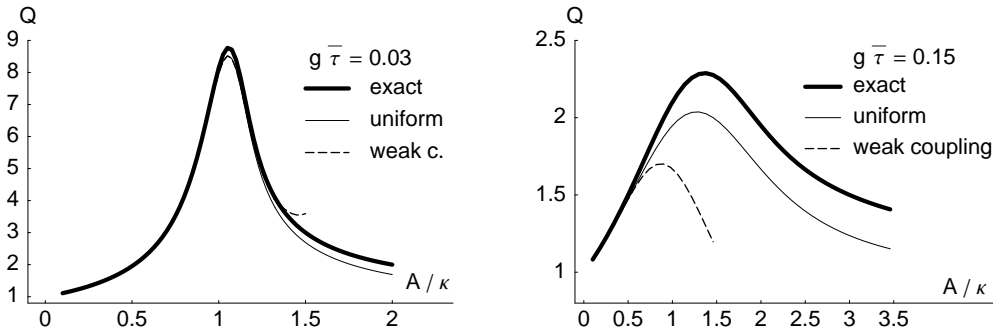 Q
9
8
7
6
5
4
3
2
1
0
0.5
1
1.5
2
A / κ
g τ̅ = 0.03
exact
uniform
weak c.
Q
2.5
2
1.5
1
0
0.5
1
1.5
2
2.5
3
3.5
A / κ
g τ̅ = 0.15
exact
uniform
weak coupling